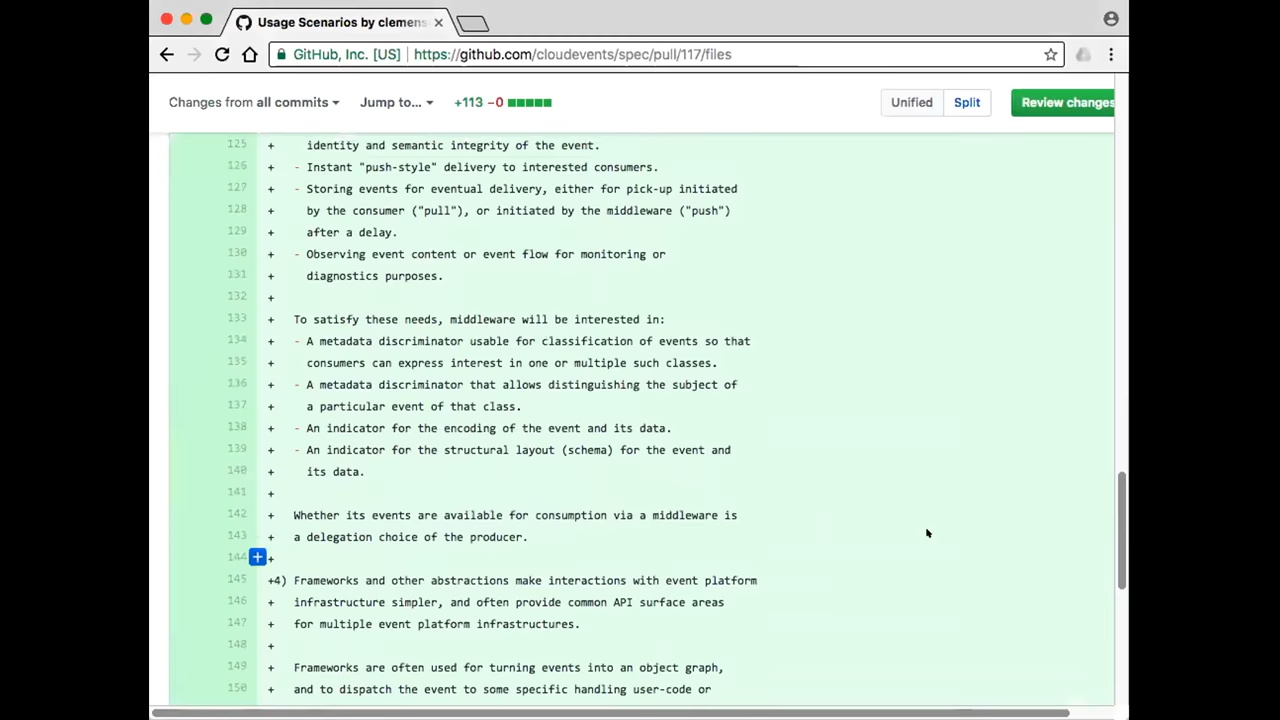 Usage Scenarios by clemens
GitHub, Inc. [US] https://github.com/cloudevents/spec/pull/117/files
Changes from all commits Jump to... +113 −0 Unified Split Review changes
125 + identity and semantic integrity of the event.
126 + - Instant "push-style" delivery to interested consumers.
127 + - Storing events for eventual delivery, either for pick-up initiated
128 + by the consumer ("pull"), or initiated by the middleware ("push")
129 + after a delay.
130 + - Observing event content or event flow for monitoring or
131 + diagnostics purposes.
132 +
133 + To satisfy these needs, middleware will be interested in:
134 + - A metadata discriminator usable for classification of events so that
135 + consumers can express interest in one or multiple such classes.
136 + - A metadata discriminator that allows distinguishing the subject of
137 + a particular event of that class.
138 + - An indicator for the encoding of the event and its data.
139 + - An indicator for the structural layout (schema) for the event and
140 + its data.
141 +
142 + Whether its events are available for consumption via a middleware is
143 + a delegation choice of the producer.
144 +
145 +4) Frameworks and other abstractions make interactions with event platform
146 + infrastructure simpler, and often provide common API surface areas
147 + for multiple event platform infrastructures.
148 +
149 + Frameworks are often used for turning events into an object graph,
150 + and to dispatch the event to some specific handling user-code or